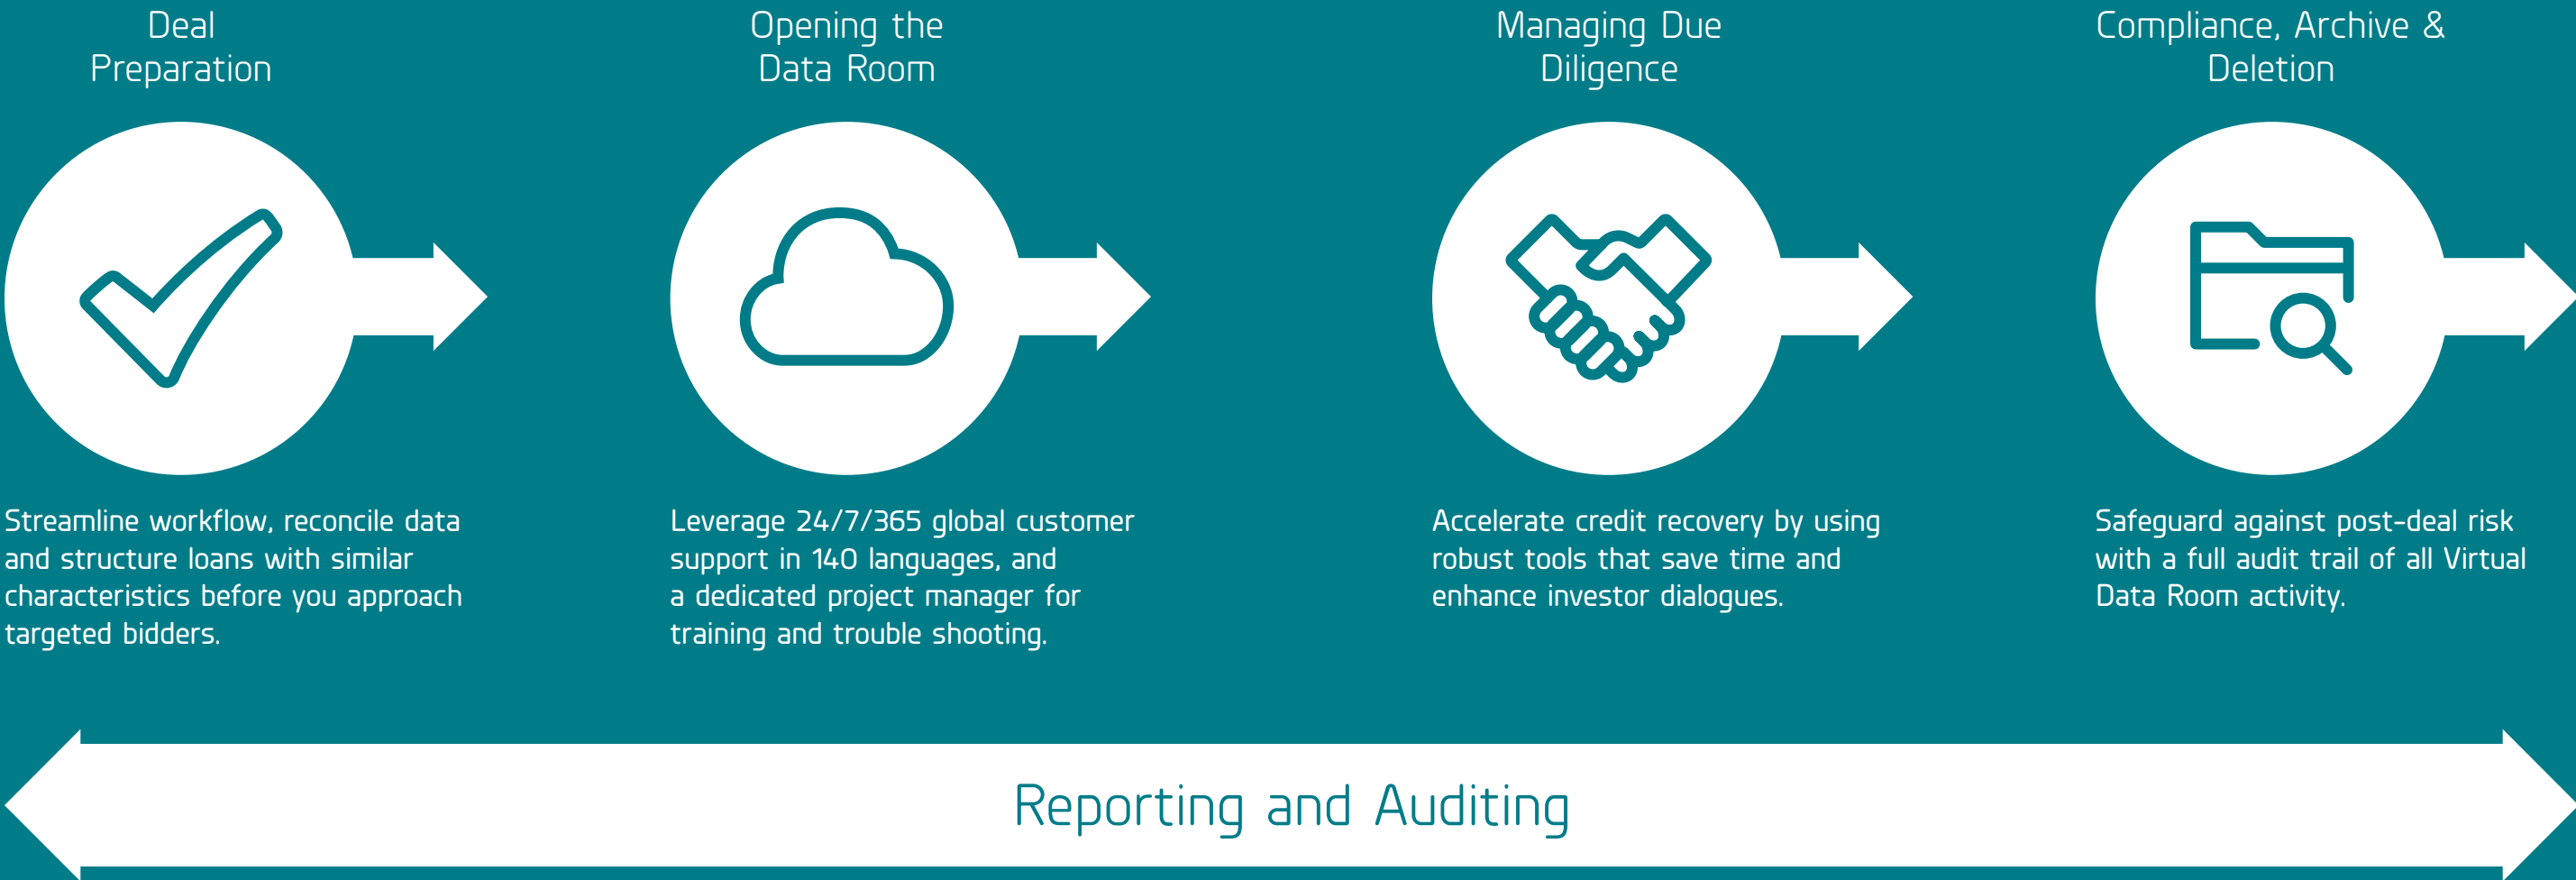 Deal
Preparation
Opening the
Data Room
Managing Due
Diligence
Compliance, Archive &
Deletion
Streamline workflow, reconcile data
and structure loans with similar
characteristics before you approach
targeted bidders.
Leverage 24/7/365 global customer
support in 140 languages, and
a dedicated project manager for
training and trouble shooting.
Accelerate credit recovery by using
robust tools that save time and
enhance investor dialogues.
Safeguard against post-deal risk
with a full audit trail of all Virtual
Data Room activity.
Reporting and Auditing